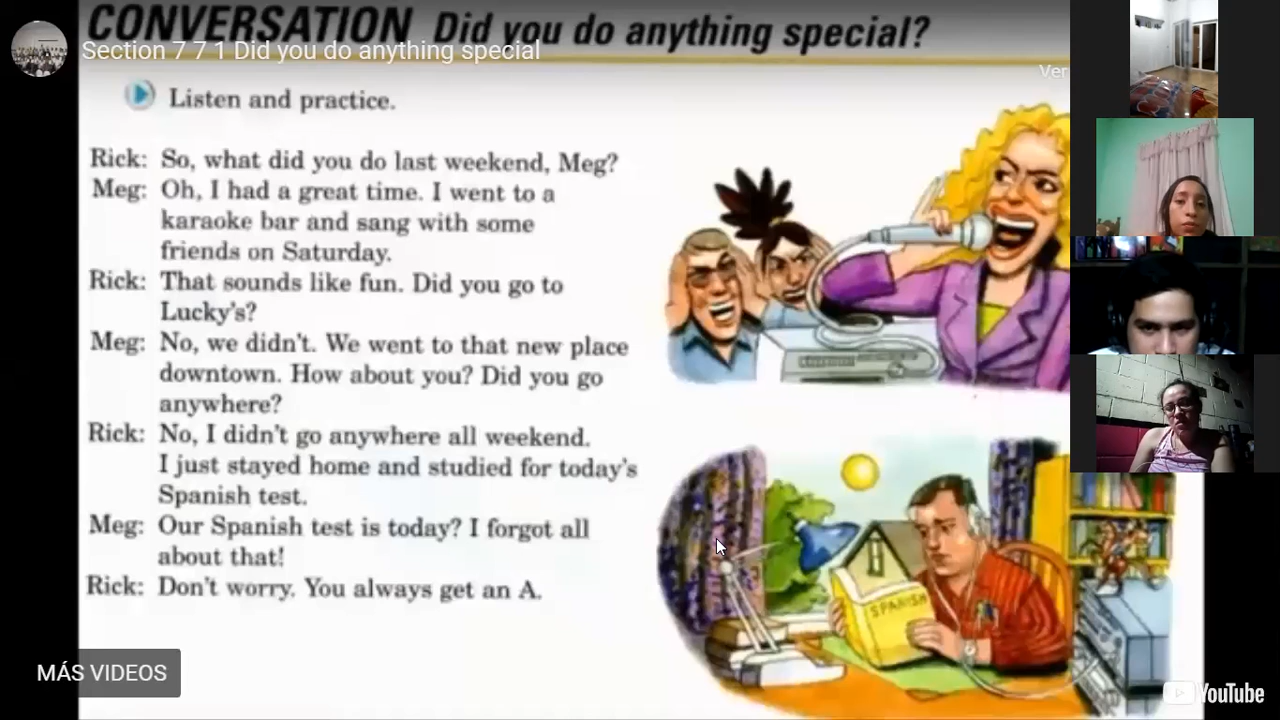 CONVERSATION Did you do anything special?
Section 7 7 1 Did you do anything special
Ver
Listen and practice.
Rick: So, what did you do last weekend, Meg?
Meg: Oh, I had a great time. I went to a
karaoke bar and sang with some
friends on Saturday.
Rick: That sounds like fun. Did you go to
Lucky's?
Meg: No, we didn't. We went to that new place
downtown. How about you? Did you go
anywhere?
Rick: No, I didn't go anywhere all weekend.
I just stayed home and studied for today's
Spanish test.
Meg: Our Spanish test is today? I forgot all
about that!
Rick: Don't worry. You always get an A.
SPANISH
MÁS VIDEOS
YouTube